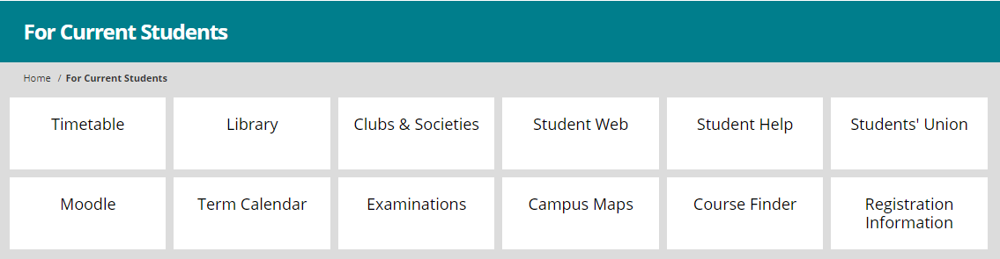 For Current Students
Home / For Current Students
Timetable
Library
Clubs & Societies
Student Web
Student Help
Students' Union
Moodle
Term Calendar
Examinations
Campus Maps
Course Finder
Registration
Information